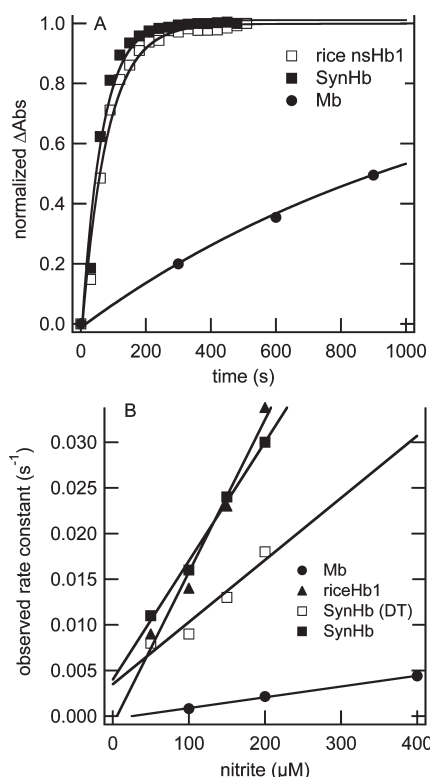 A
1.0
0.8
0.6
0.4
0.2
0.0
normalized ΔAbs
rice nsHb1
SynHb
Mb
0 200 400 600 800 1000
time (s)
B
0.030
0.025
0.020
0.015
0.010
0.005
0.000
observed rate constant (s⁻¹)
Mb
riceHb1
SynHb (DT)
SynHb
0 100 200 300 400
nitrite (µM)